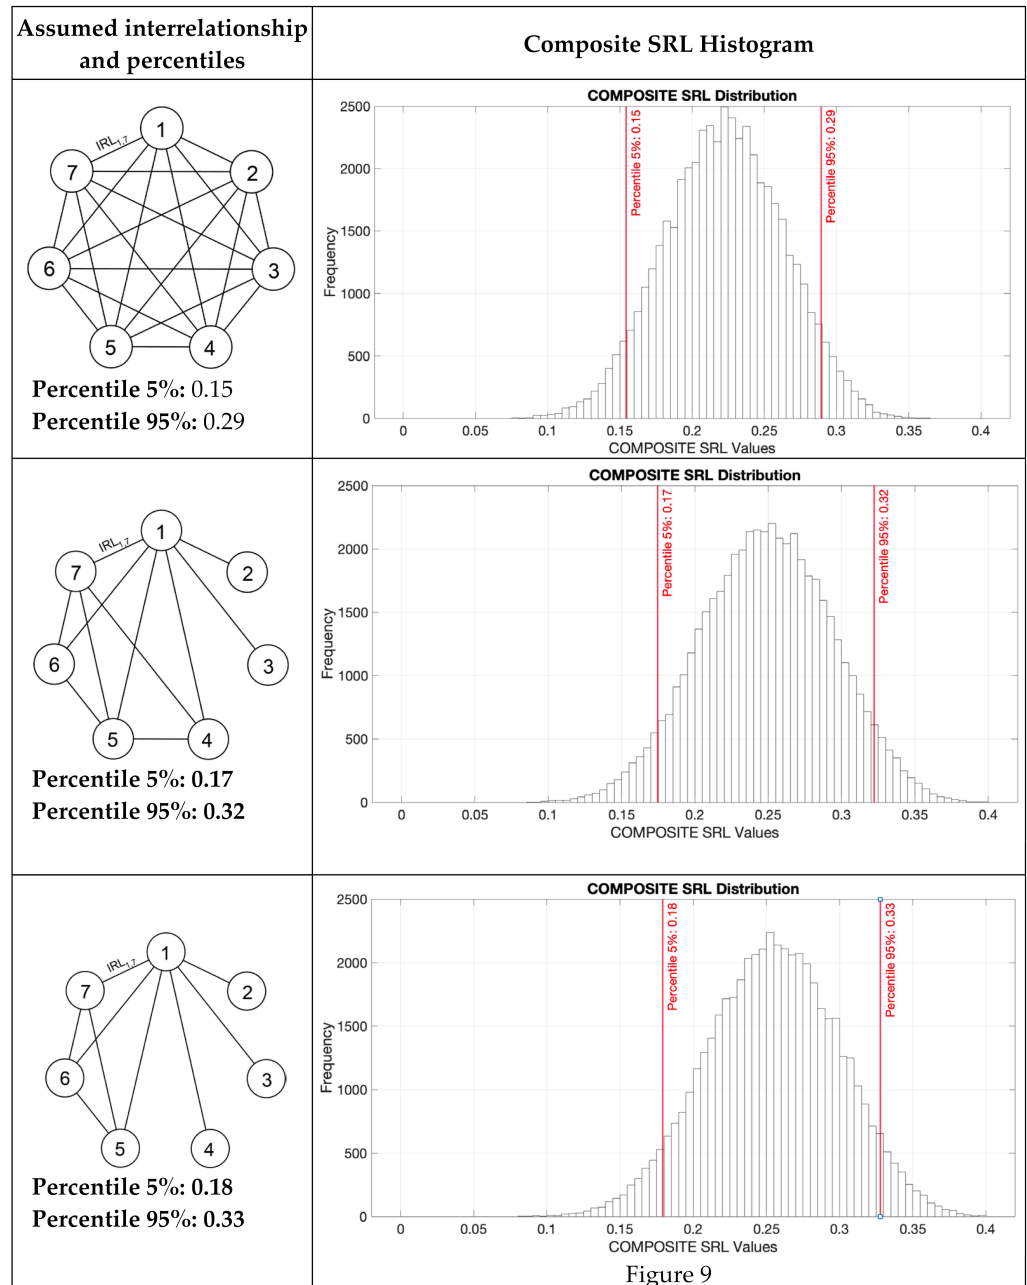 Assumed interrelationship
and percentiles
Composite SRL Histogram
1
2
3
4
5
6
7
IRL1,7
Percentile 5%: 0.15
Percentile 95%: 0.29
COMPOSITE SRL Distribution
Frequency
2500
2000
1500
1000
500
0
Percentile 5%: 0.15
Percentile 95%: 0.29
0 0.05 0.1 0.15 0.2 0.25 0.3 0.35 0.4
COMPOSITE SRL Values
1
2
3
4
5
6
7
IRL1,7
Percentile 5%: 0.17
Percentile 95%: 0.32
COMPOSITE SRL Distribution
Frequency
2500
2000
1500
1000
500
0
Percentile 5%: 0.17
Percentile 95%: 0.32
0 0.05 0.1 0.15 0.2 0.25 0.3 0.35 0.4
COMPOSITE SRL Values
1
2
3
4
5
6
7
IRL1,7
Percentile 5%: 0.18
Percentile 95%: 0.33
COMPOSITE SRL Distribution
Frequency
2500
2000
1500
1000
500
0
Percentile 5%: 0.18
Percentile 95%: 0.33
0 0.05 0.1 0.15 0.2 0.25 0.3 0.35 0.4
COMPOSITE SRL Values
Figure 9